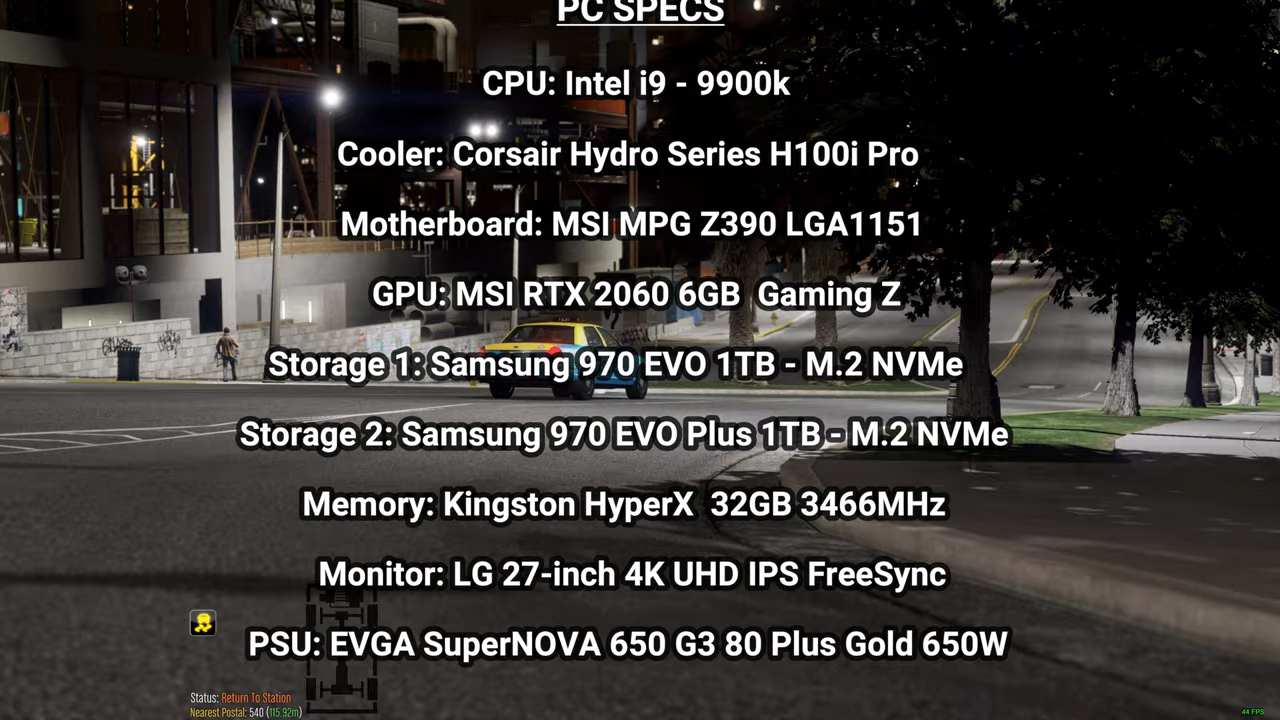 PC SPECS
CPU: Intel i9 - 9900k
Cooler: Corsair Hydro Series H100i Pro
Motherboard: MSI MPG Z390 LGA1151
GPU: MSI RTX 2060 6GB  Gaming Z
Storage 1: Samsung 970 EVO 1TB - M.2 NVMe
Storage 2: Samsung 970 EVO Plus 1TB - M.2 NVMe
Memory: Kingston HyperX  32GB 3466MHz
Monitor: LG 27-inch 4K UHD IPS FreeSync
PSU: EVGA SuperNOVA 650 G3 80 Plus Gold 650W
Status: Return To Station
Nearest Postal: 540 (115.92m)
44 FPS